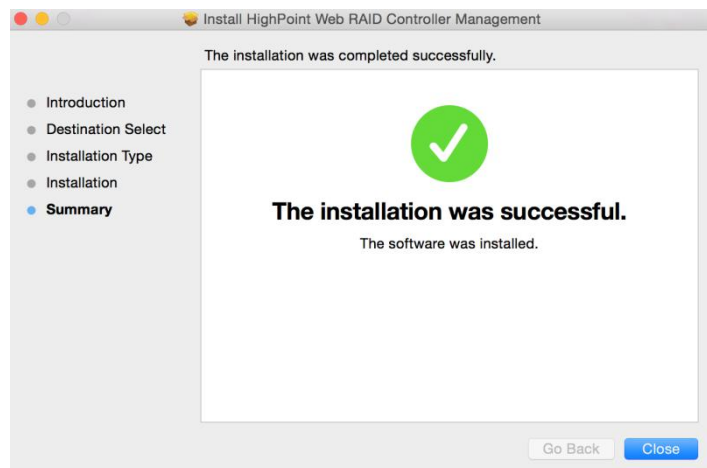 Install HighPoint Web RAID Controller Management
The installation was completed successfully.
Introduction
Destination Select
Installation Type
Installation
Summary
The installation was successful.
The software was installed.
Go Back
Close